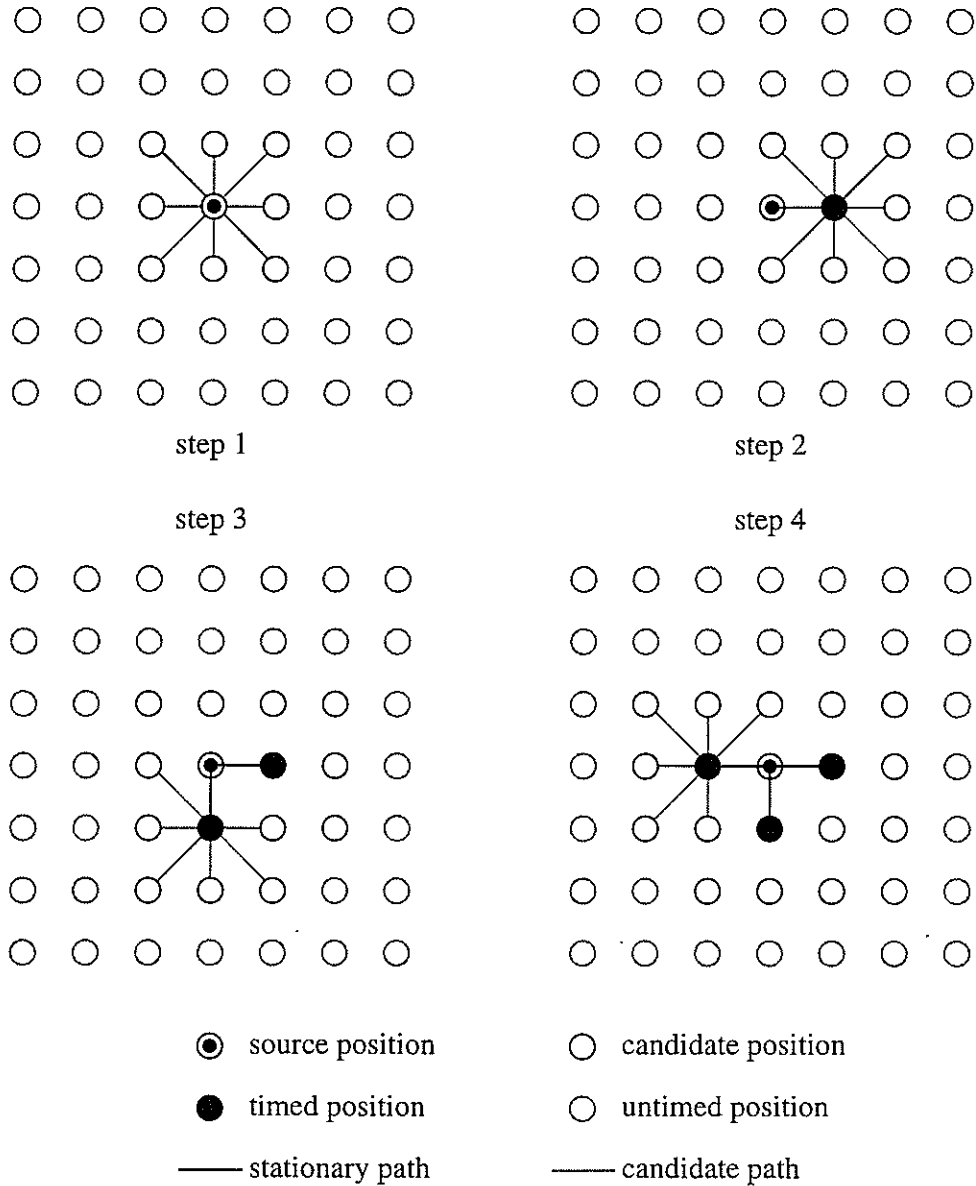 step 1
step 2
step 3
step 4
source position
candidate position
timed position
untimed position
stationary path
candidate path